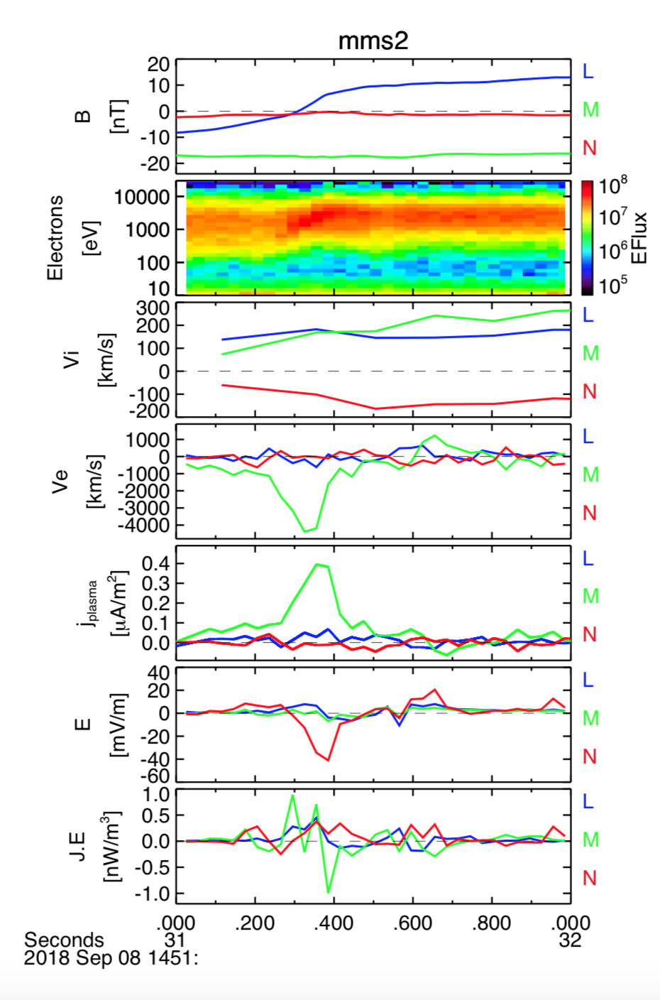 mms2
20
10
0
-10
-20
B
[nT]
L
M
N
10000
1000
100
10
Electrons
[eV]
10^8
10^7
10^6
10^5
EFlux
300
200
100
0
-100
-200
Vi
[km/s]
L
M
N
1000
0
-1000
-2000
-3000
-4000
Ve
[km/s]
L
M
N
0.4
0.3
0.2
0.1
0.0
jplasma
[μA/m²]
L
M
N
40
20
0
-20
-40
-60
E
[mV/m]
L
M
N
1.0
0.5
0.0
-0.5
-1.0
J.E
[nW/m³]
L
M
N
.000 .200 .400 .600 .800 .000
Seconds 31 32
2018 Sep 08 1451: